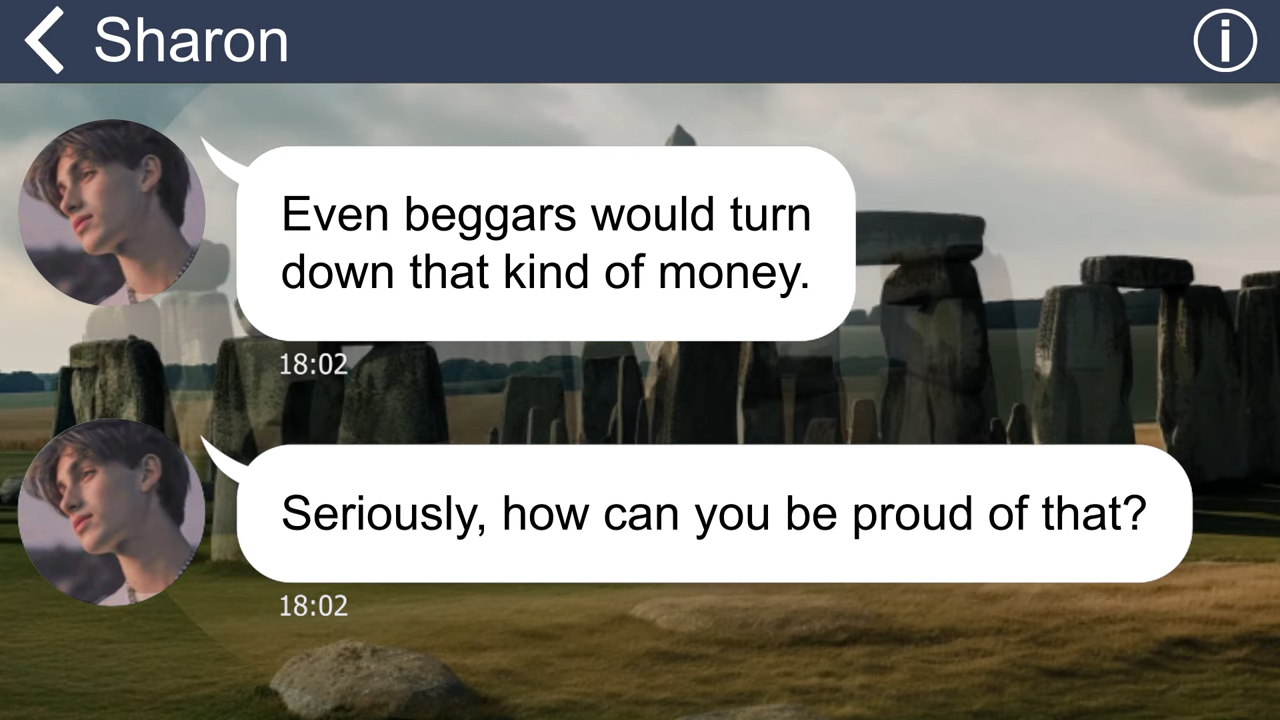 Sharon
Even beggars would turn
down that kind of money.
18:02
Seriously, how can you be proud of that?
18:02